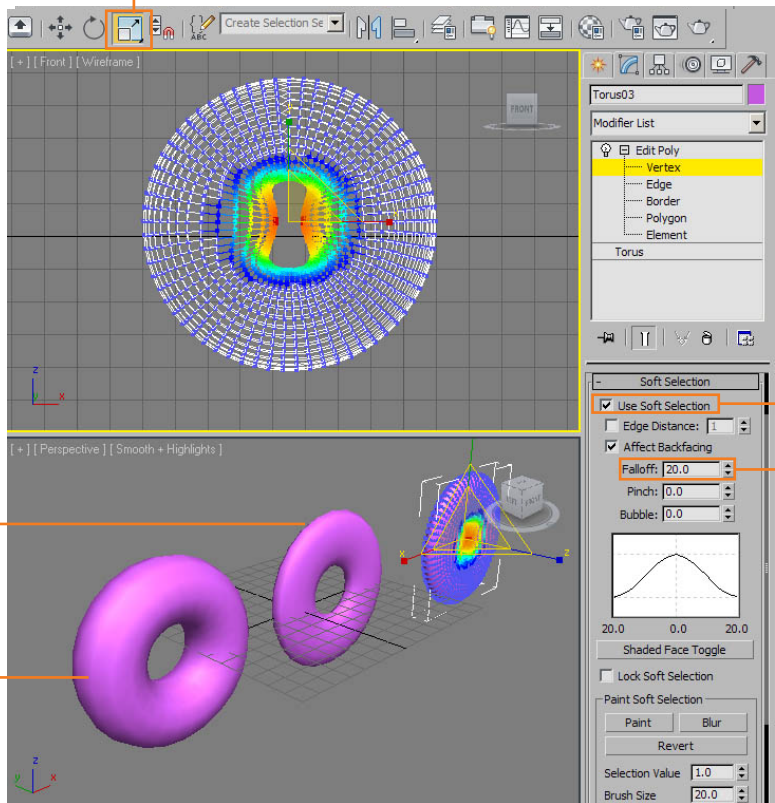 ABC
Create Selection Se
[ + ] [ Front ] [ Wireframe ]
FRONT
z
x
[ + ] [ Perspective ] [ Smooth + Highlights ]
x
z
z
y
x
Torus03
Modifier List
Edit Poly
Vertex
Edge
Border
Polygon
Element
Torus
- Soft Selection
Use Soft Selection
Edge Distance: 1
Affect Backfacing
Falloff: 20.0
Pinch: 0.0
Bubble: 0.0
20.0 0.0 20.0
Shaded Face Toggle
Lock Soft Selection
Paint Soft Selection
Paint Blur
Revert
Selection Value 1.0
Brush Size 20.0